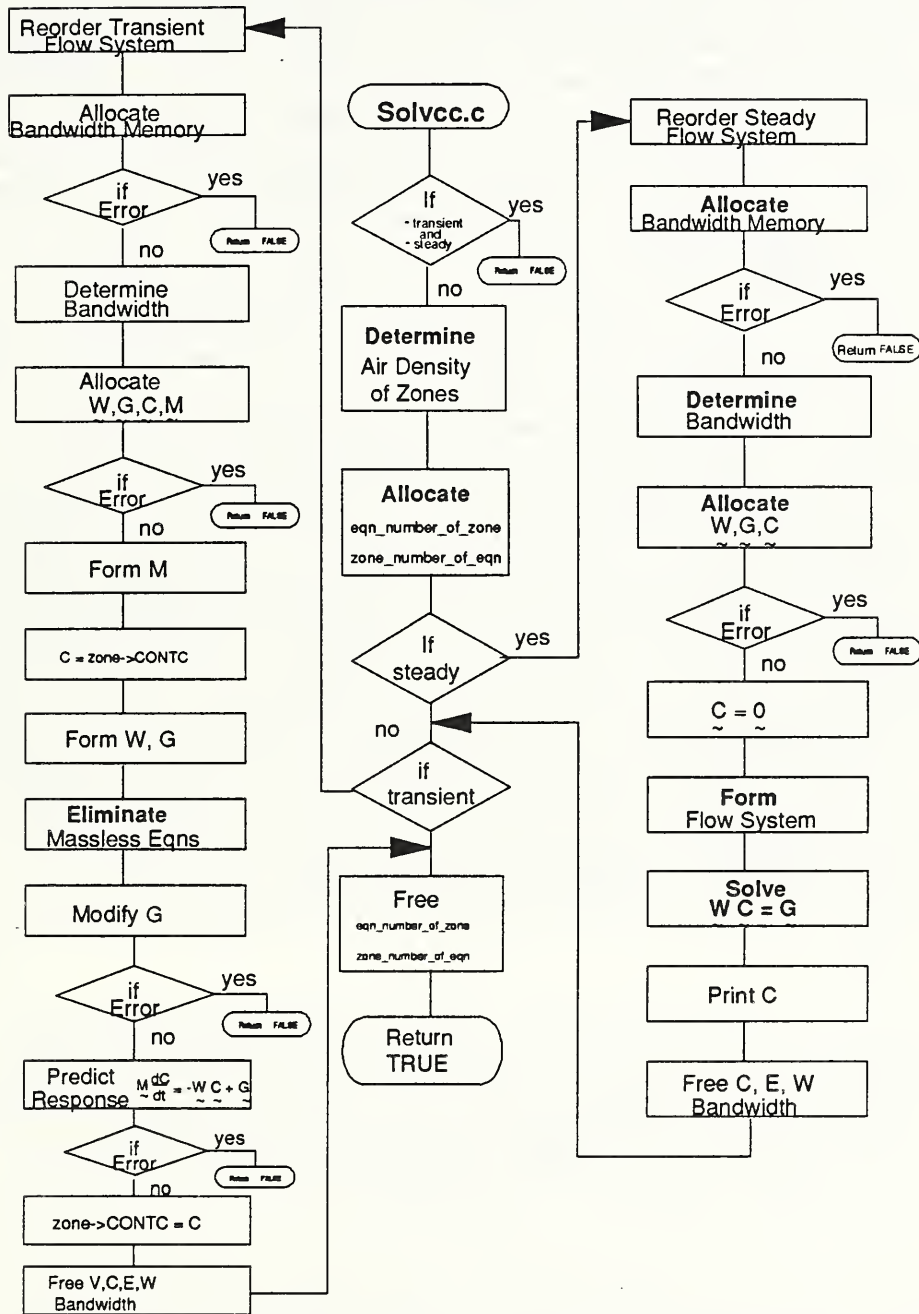 Reorder Transient
Flow System
Allocate
Bandwidth Memory
if
Error
yes
Return FALSE
no
Determine
Bandwidth
Allocate
W,G,C,M
if
Error
yes
Return FALSE
no
Form M
C = zone->CONTC
Form W, G
Eliminate
Massless Eqns
Modify G
if
Error
yes
Return FALSE
no
Predict
Response M dC/dt = -W C + G
if
Error
yes
Return FALSE
no
zone->CONTC = C
Free V,C,E,W
Bandwidth
Solvcc.c
If
- transient
and
- steady
yes
Return FALSE
no
Determine
Air Density
of Zones
Allocate
eqn_number_of_zone
zone_number_of_eqn
If
steady
yes
no
if
transient
Free
eqn_number_of_zone
zone_number_of_eqn
Return
TRUE
Reorder Steady
Flow System
Allocate
Bandwidth Memory
if
Error
yes
Return FALSE
no
Determine
Bandwidth
Allocate
W,G,C
if
Error
yes
Return FALSE
no
C = 0
Form
Flow System
Solve
W C = G
Print C
Free C, E, W
Bandwidth